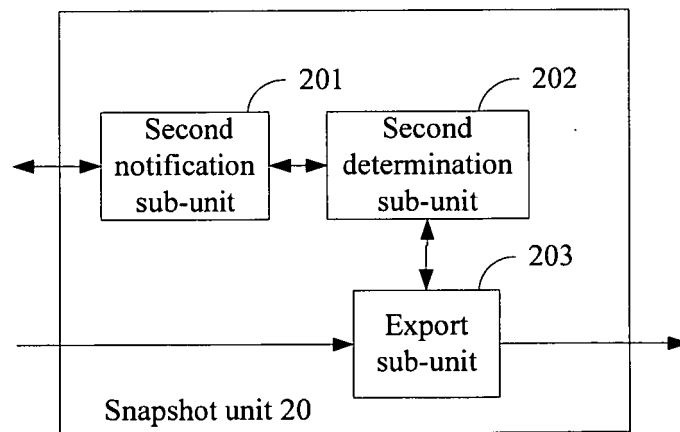 201
202
Second
notification
sub-unit
Second
determination
sub-unit
203
Export
sub-unit
Snapshot unit 20